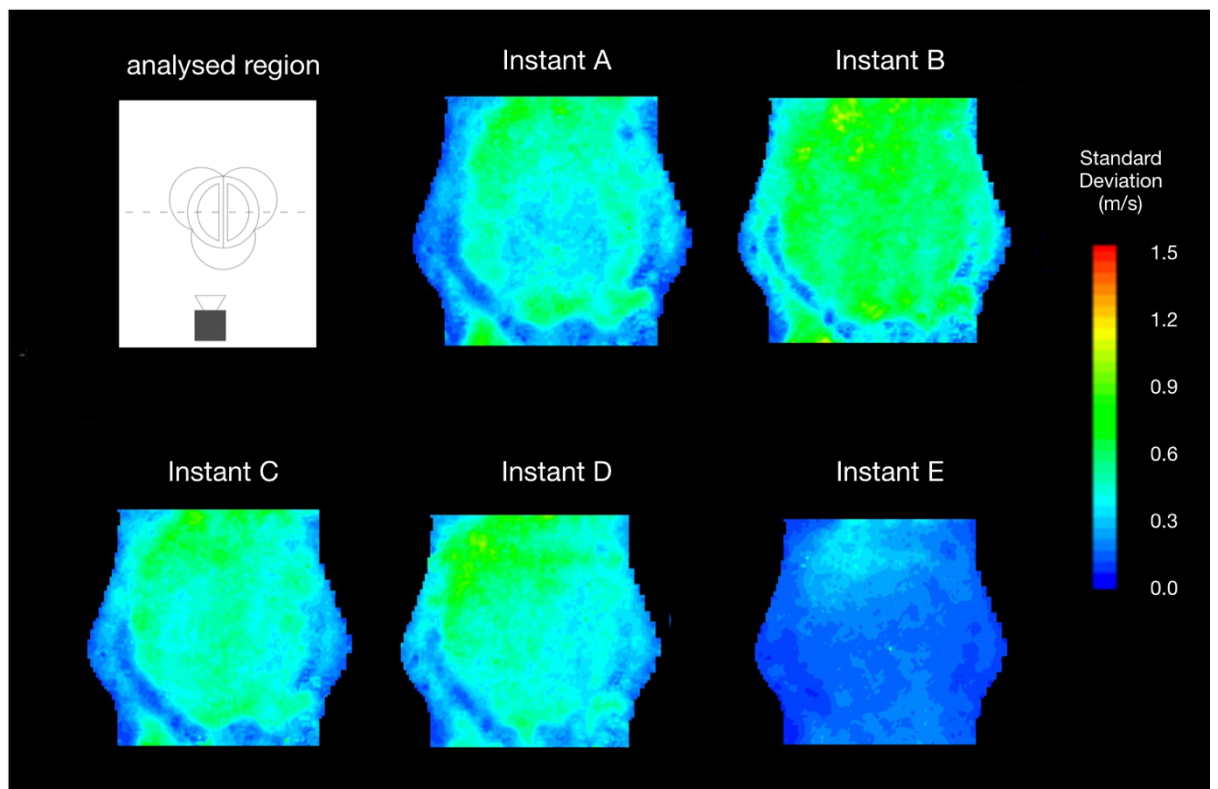 analysed region
Instant A
Instant B
Standard
Deviation
(m/s)
1.5
1.2
0.9
0.6
0.3
0.0
Instant C
Instant D
Instant E